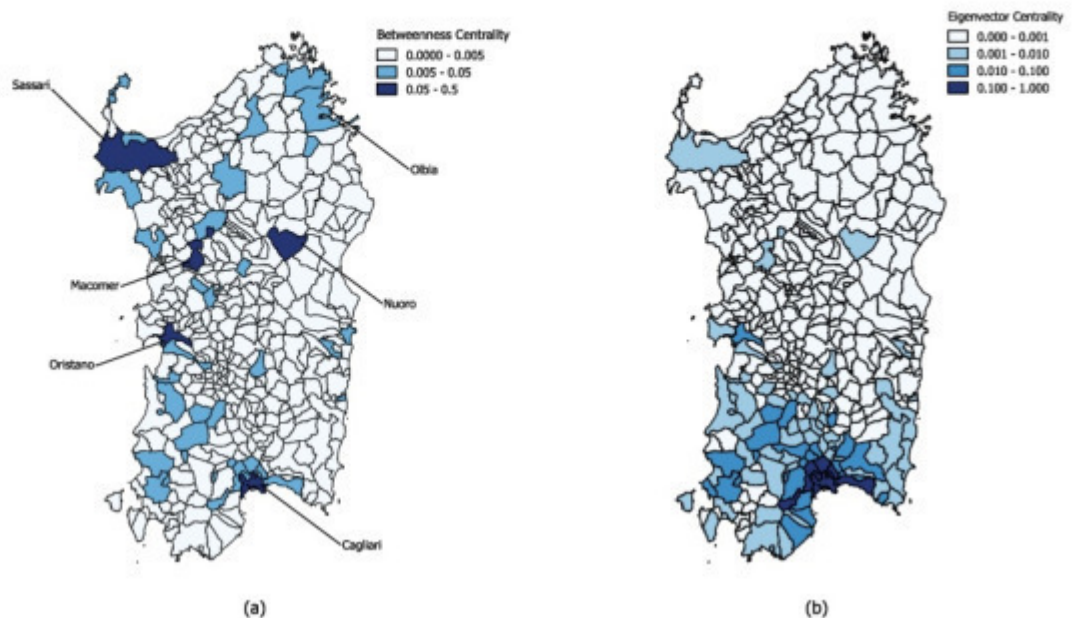 Betweenness Centrality
0.0000 - 0.005
0.005 - 0.05
0.05 - 0.5
Sassari
Olbia
Macomer
Nuoro
Oristano
Cagliari
(a)
Eigenvector Centrality
0.000 - 0.001
0.001 - 0.010
0.010 - 0.100
0.100 - 1.000
(b)